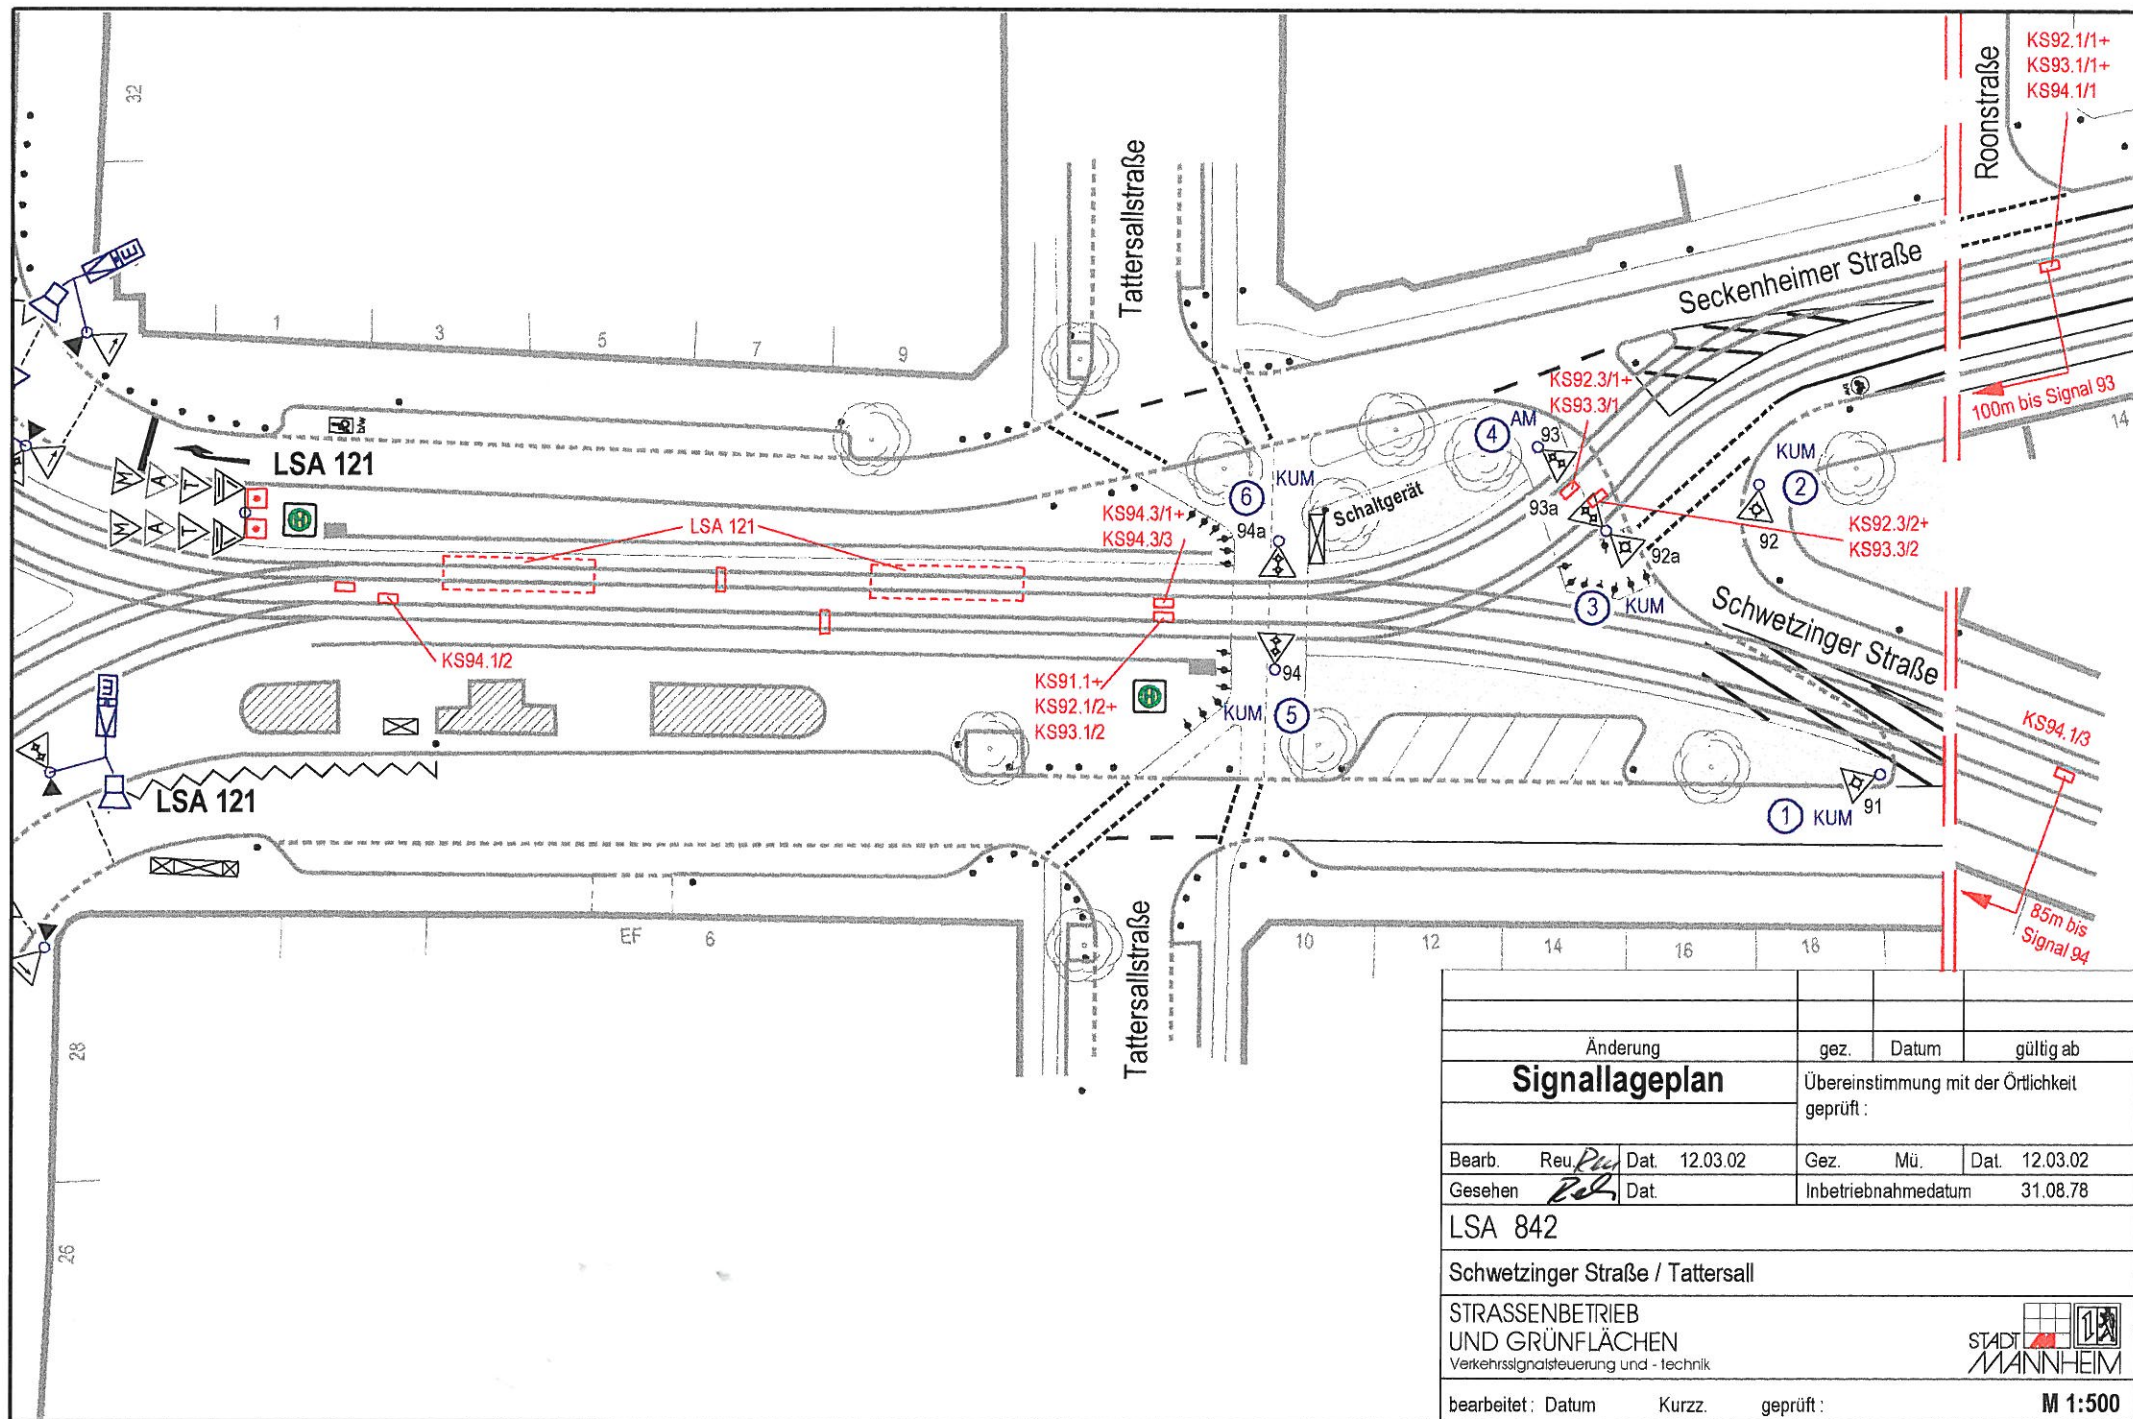 32
Tattersallstraße
Roonstraße
KS92.1/1+
KS93.1/1+
KS94.1/1
Seckenheimer Straße
1
3
5
7
9
HE
LSA 121
M
A
T
M
A
T
H
LSA 121
KS92.3/1+
KS93.3/1
100m bis Signal 93
14
4
AM
93
KUM
2
92
6
KUM
94a
Schaltgerät
93a
KS94.3/1+
KS94.3/3
KS92.3/2+
KS93.3/2
92a
3
KUM
Schwetzinger Straße
KS94.1/2
KS91.1+
KS92.1/2+
KS93.1/2
H
94
KUM
5
KS94.1/3
HE
LSA 121
1
KUM
91
85m bis
Signal 94
EF
6
10
12
14
16
18
Tattersallstraße
28
26
Änderung
gez.
Datum
gültig ab
Signallageplan
Übereinstimmung mit der Örtlichkeit
geprüft :
Bearb.
Reu.
Dat.
12.03.02
Gez.
Mü.
Dat.
12.03.02
Gesehen
Dat.
Inbetriebnahmedatum
31.08.78
LSA 842
Schwetzinger Straße / Tattersall
STRASSENBETRIEB
UND GRÜNFLÄCHEN
Verkehrssignalsteuerung und - technik
STADT
MANNHEIM
bearbeitet : Datum
Kurzz.
geprüft :
M 1:500